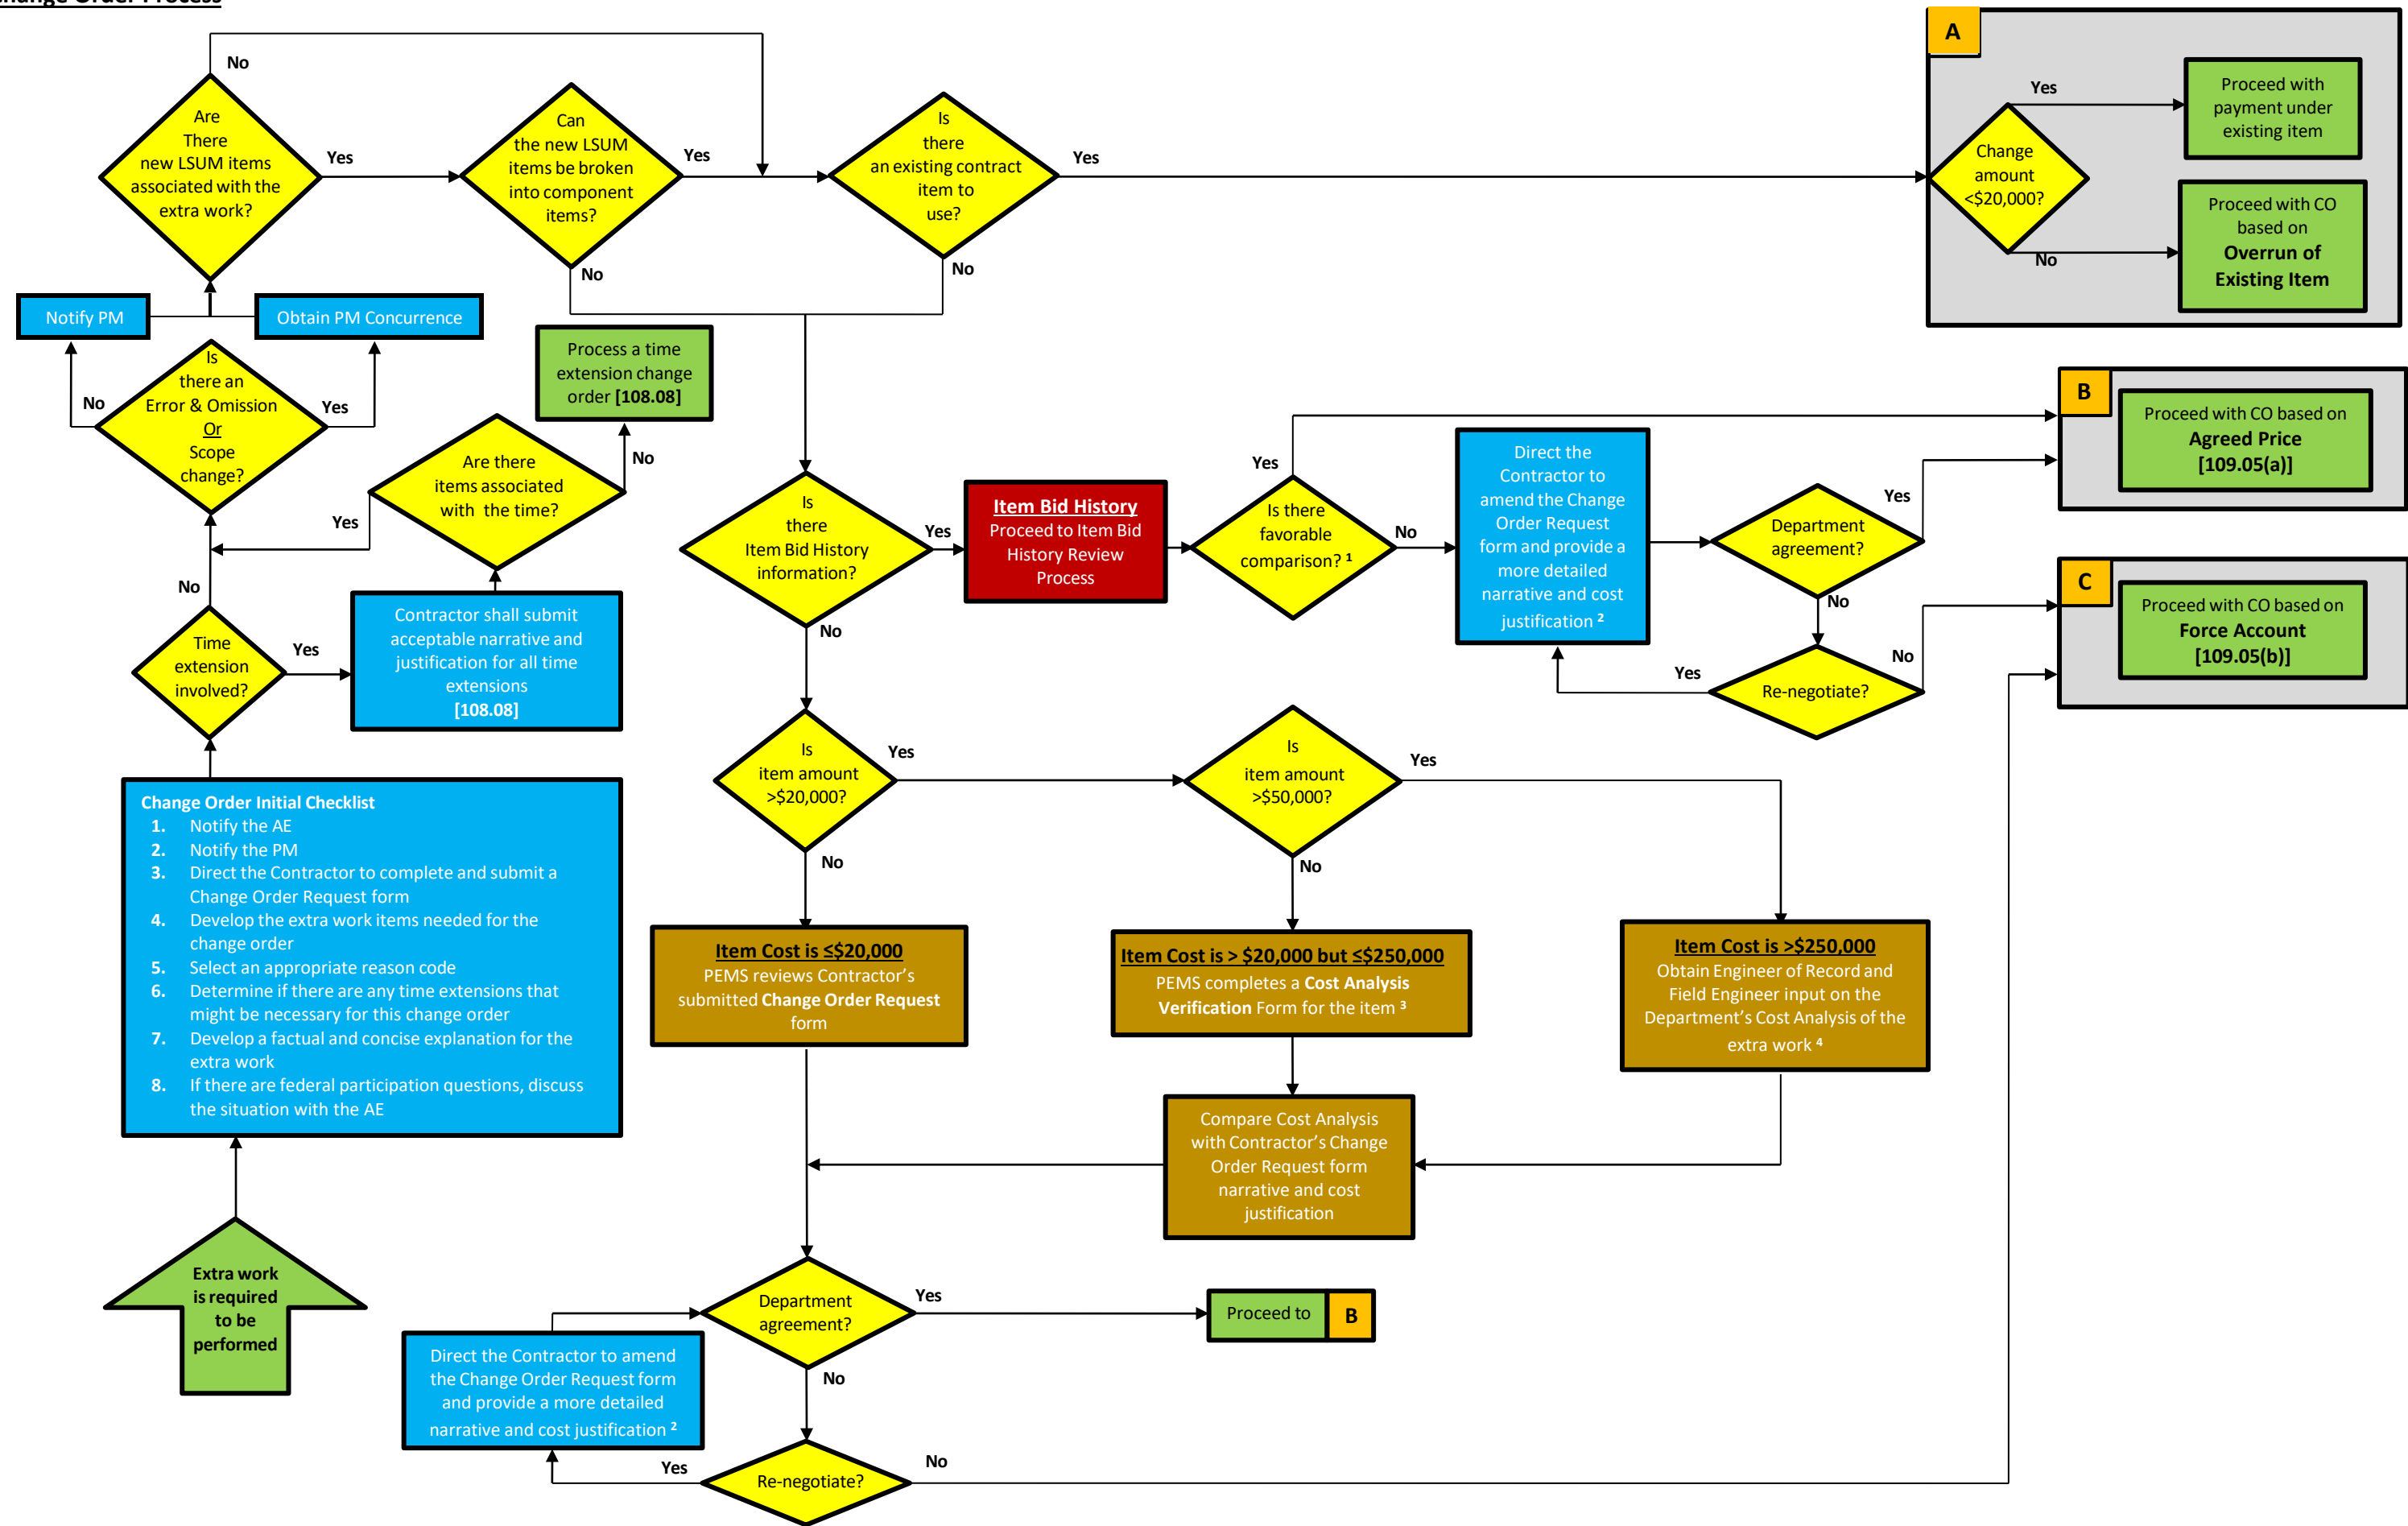 Change Order Process
A
No
Are
There
new LSUM items
associated with the
extra work?
Yes
Can
the new LSUM
items be broken
into component
items?
Yes
No
Is
there
an existing contract
item to
use?
Yes
No
Change
amount
<$20,000?
Yes
No
Proceed with
payment under
existing item
Proceed with CO
based on
Overrun of
Existing Item
Notify PM
Obtain PM Concurrence
Is
there an
Error & Omission
Or
Scope
change?
No
Yes
Process a time
extension change
order [108.08]
Are there
items associated
with the time?
No
Yes
No
Time
extension
involved?
Yes
Contractor shall submit
acceptable narrative and
justification for all time
extensions
[108.08]
Is
there
Item Bid History
information?
Yes
No
Item Bid History
Proceed to Item Bid
History Review
Process
Yes
Is there
favorable
comparison? 1
No
Direct the
Contractor to
amend the Change
Order Request
form and provide a
more detailed
narrative and cost
justification 2
Department
agreement?
Yes
No
Re-negotiate?
Yes
No
B
Proceed with CO based on
Agreed Price
[109.05(a)]
C
Proceed with CO based on
Force Account
[109.05(b)]
Is
item amount
>$20,000?
Yes
No
Is
item amount
>$50,000?
Yes
No
Change Order Initial Checklist
1. Notify the AE
2. Notify the PM
3. Direct the Contractor to complete and submit a
Change Order Request form
4. Develop the extra work items needed for the
change order
5. Select an appropriate reason code
6. Determine if there are any time extensions that
might be necessary for this change order
7. Develop a factual and concise explanation for the
extra work
8. If there are federal participation questions, discuss
the situation with the AE
Item Cost is ≤$20,000
PEMS reviews Contractor's
submitted Change Order Request
form
Item Cost is > $20,000 but ≤$250,000
PEMS completes a Cost Analysis
Verification Form for the item 3
Item Cost is >$250,000
Obtain Engineer of Record and
Field Engineer input on the
Department's Cost Analysis of the
extra work 4
Compare Cost Analysis
with Contractor's Change
Order Request form
narrative and cost
justification
Extra work
is required
to be
performed
Department
agreement?
Yes
No
Proceed to B
Direct the Contractor to amend
the Change Order Request form
and provide a more detailed
narrative and cost justification 2
Re-negotiate?
Yes
No